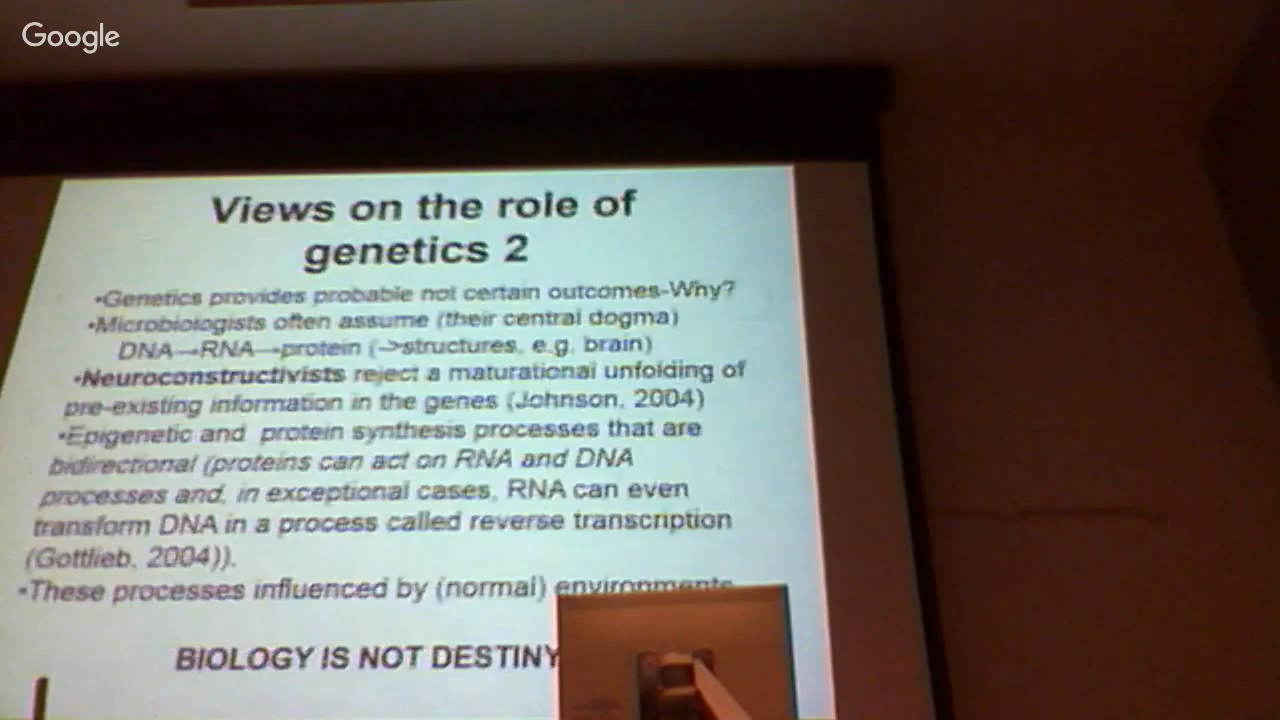 Google
Views on the role of
genetics 2
•Genetics provides probable not certain outcomes-Why?
•Microbiologists often assume (their central dogma)
DNA→RNA→protein (->structures, e.g. brain)
•Neuroconstructivists reject a maturational unfolding of
pre-existing information in the genes (Johnson, 2004)
•Epigenetic and protein synthesis processes that are
bidirectional (proteins can act on RNA and DNA
processes and, in exceptional cases, RNA can even
transform DNA in a process called reverse transcription
(Gottlieb, 2004)).
•These processes influenced by (normal) environments
BIOLOGY IS NOT DESTINY